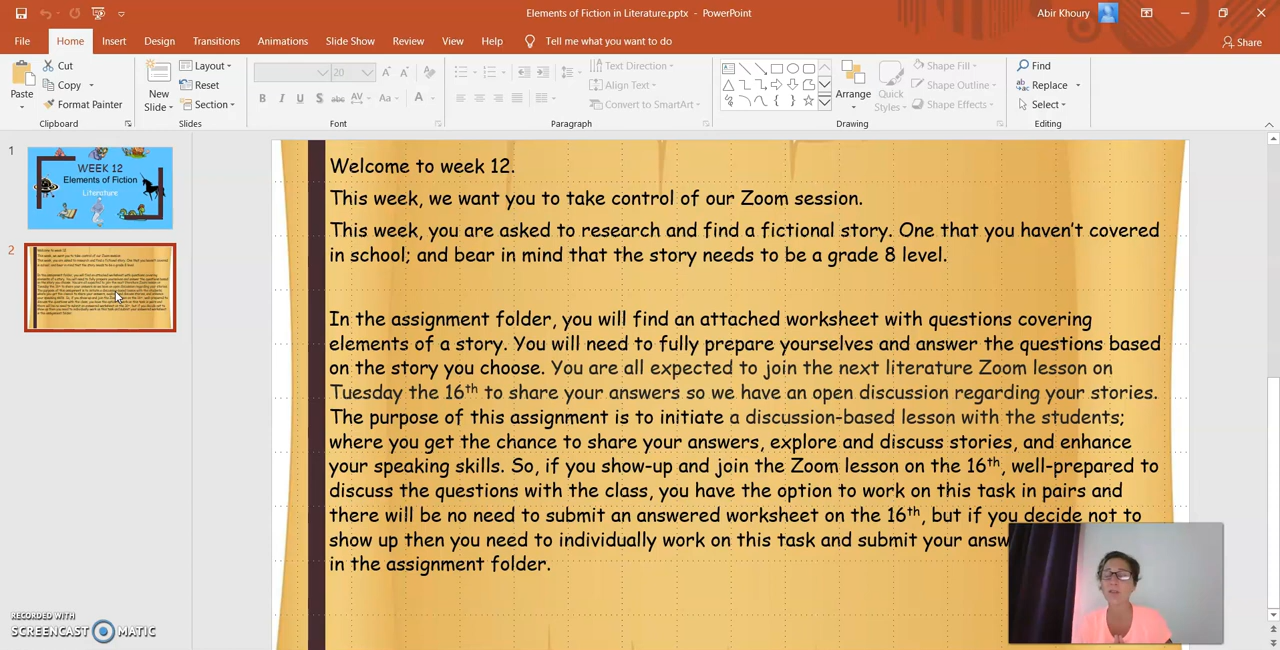 Elements of Fiction in Literature.pptx - PowerPoint
Abir Khoury
File Home Insert Design Transitions Animations Slide Show Review View Help Tell me what you want to do
Share
Paste
Cut
Copy
Format Painter
Clipboard
New Slide
Layout
Reset
Section
Slides
20
B I U S abc AV Aa A
Font
Text Direction
Align Text
Convert to SmartArt
Paragraph
Arrange
Quick Styles
Shape Fill
Shape Outline
Shape Effects
Drawing
Find
Replace
Select
Editing
1
WEEK 12
Elements of Fiction
Literature
2
Welcome to week 12.
This week, we want you to take control of our Zoom session.
This week, you are asked to research and find a fictional story. One that you haven't covered
in school; and bear in mind that the story needs to be a grade 8 level.
In the assignment folder, you will find an attached worksheet with questions covering
elements of a story. You will need to fully prepare yourselves and answer the questions based
on the story you choose. You are all expected to join the next literature Zoom lesson on
Tuesday the 16th to share your answers so we have an open discussion regarding your stories.
The purpose of this assignment is to initiate a discussion-based lesson with the students;
where you get the chance to share your answers, explore and discuss stories, and enhance
your speaking skills. So, if you show-up and join the Zoom lesson on the 16th, well-prepared to
discuss the questions with the class, you have the option to work on this task in pairs and
there will be no need to submit an answered worksheet on the 16th, but if you decide not to
show up then you need to individually work on this task and submit your answ
in the assignment folder.
RECORDED WITH
SCREENCAST MATIC